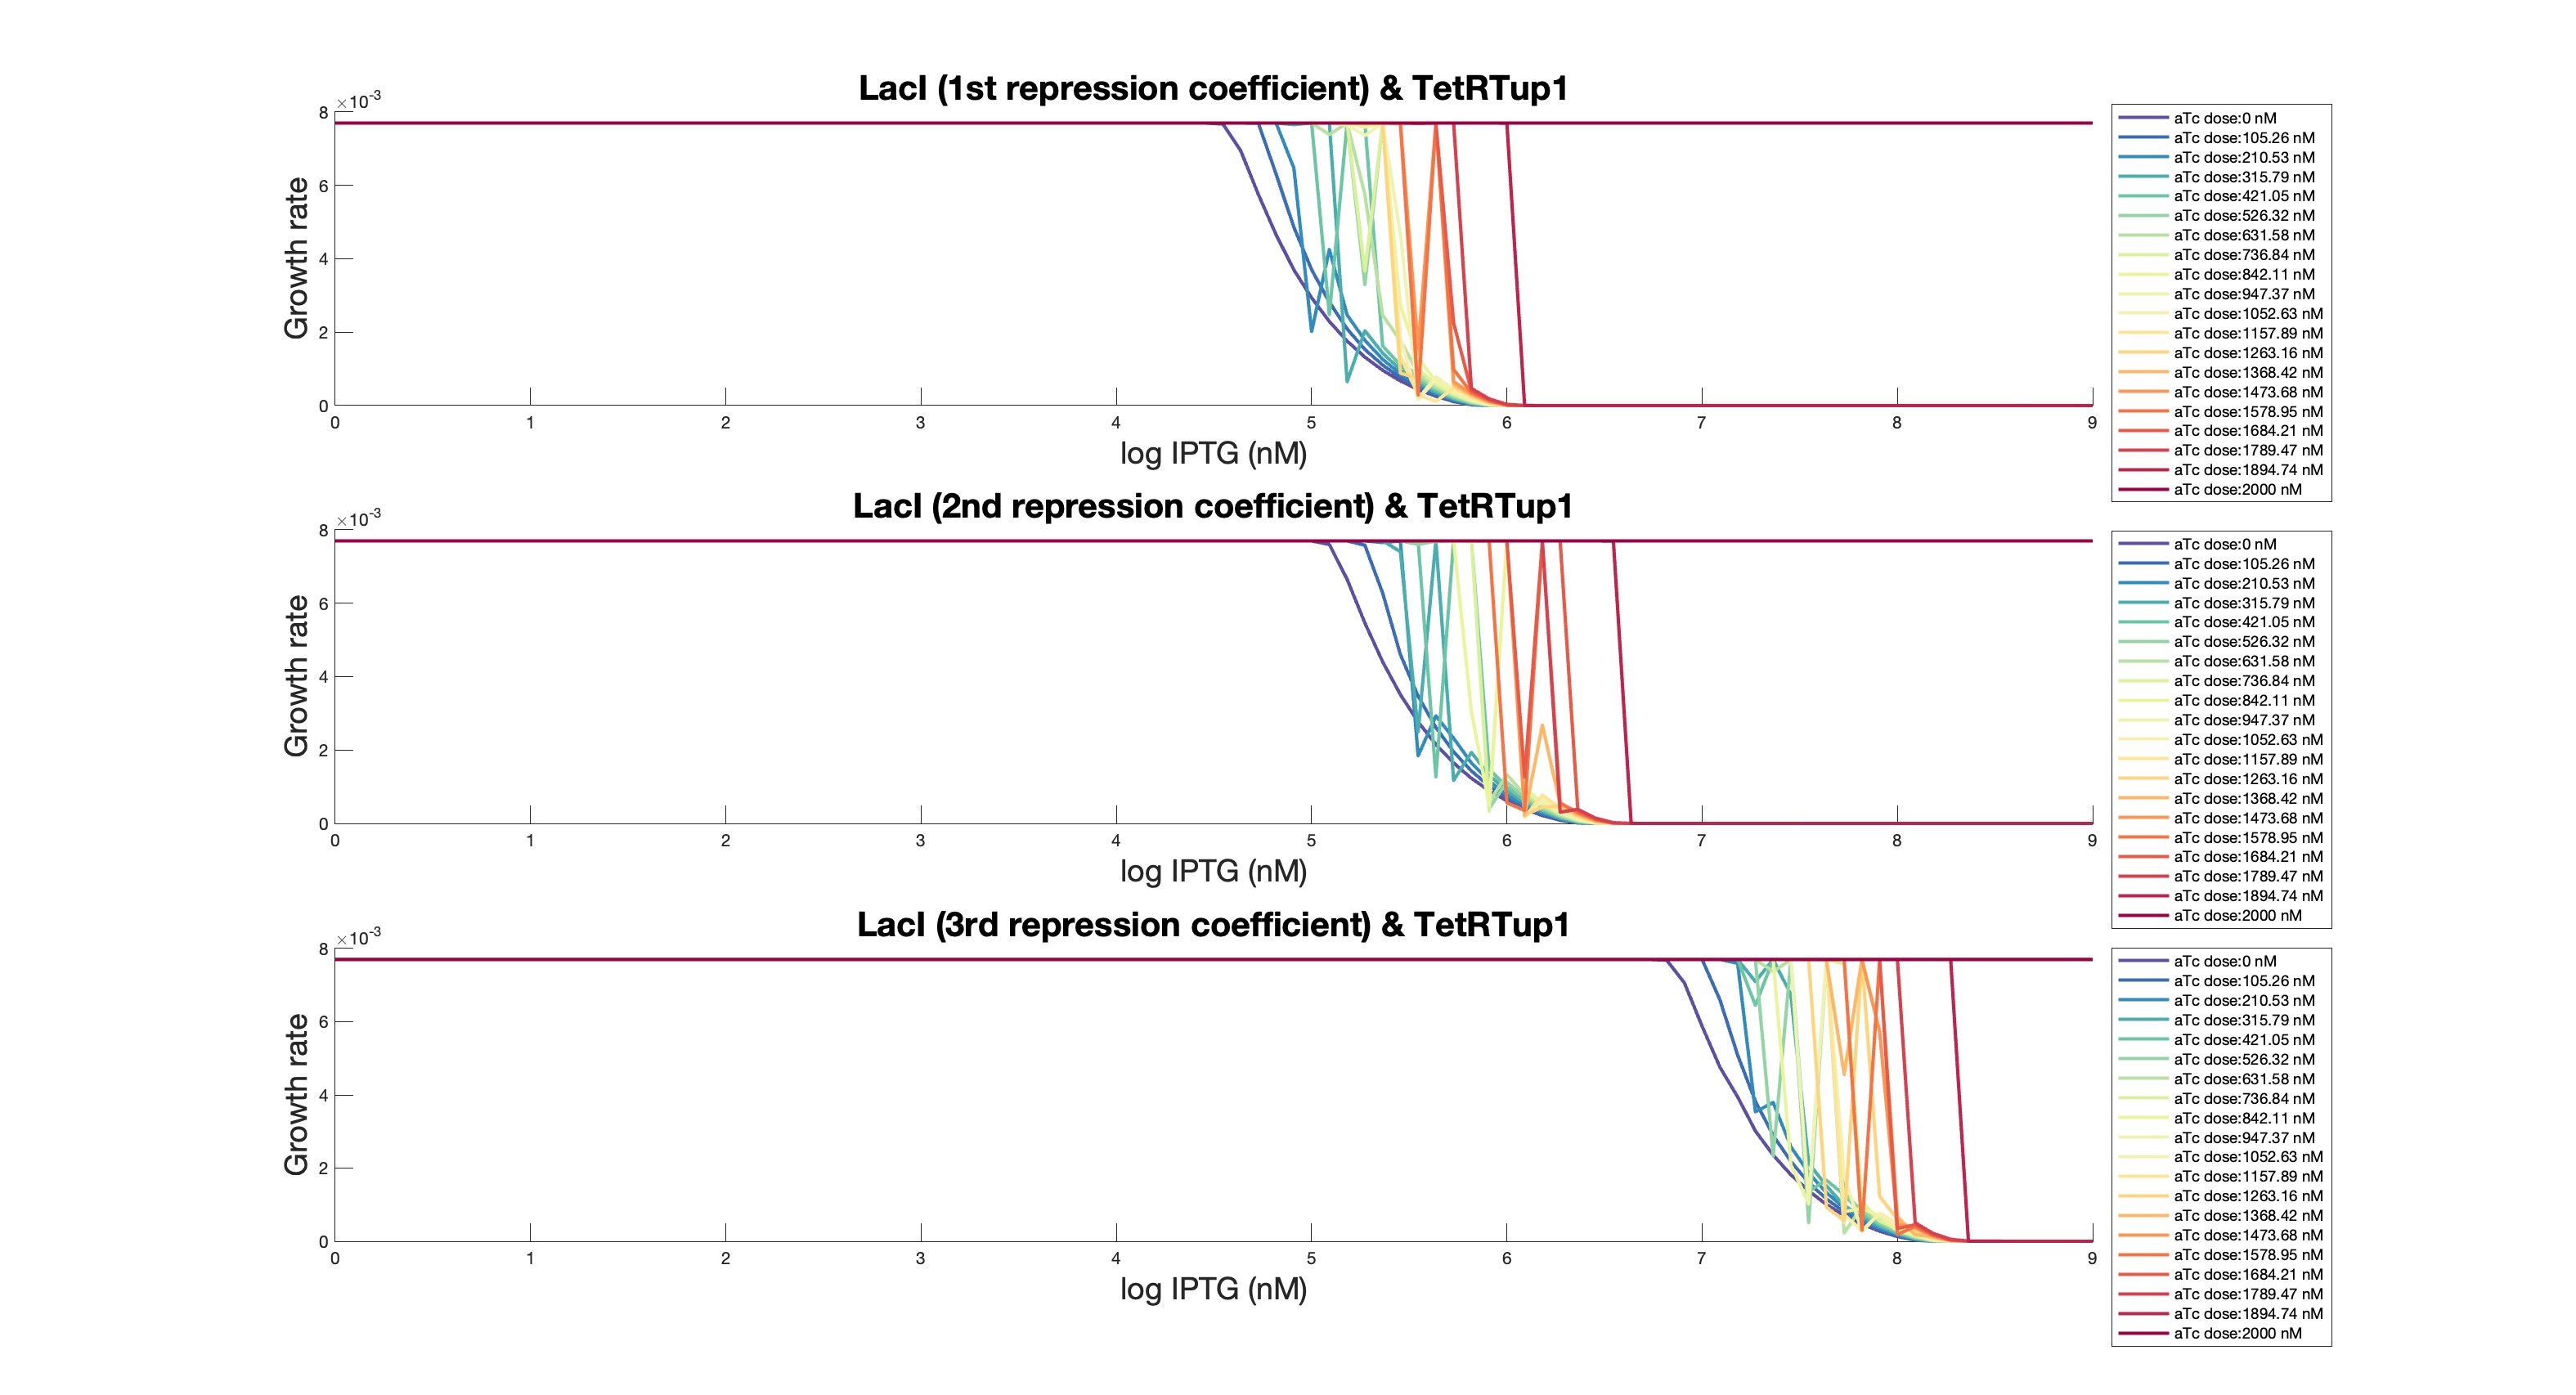 LacI (1st repression coefficient) & TetRTup1
×10-3
8
6
4
2
0
Growth rate
0 1 2 3 4 5 6 7 8 9
log IPTG (nM)
aTc dose:0 nM
aTc dose:105.26 nM
aTc dose:210.53 nM
aTc dose:315.79 nM
aTc dose:421.05 nM
aTc dose:526.32 nM
aTc dose:631.58 nM
aTc dose:736.84 nM
aTc dose:842.11 nM
aTc dose:947.37 nM
aTc dose:1052.63 nM
aTc dose:1157.89 nM
aTc dose:1263.16 nM
aTc dose:1368.42 nM
aTc dose:1473.68 nM
aTc dose:1578.95 nM
aTc dose:1684.21 nM
aTc dose:1789.47 nM
aTc dose:1894.74 nM
aTc dose:2000 nM
LacI (2nd repression coefficient) & TetRTup1
×10-3
8
6
4
2
0
Growth rate
0 1 2 3 4 5 6 7 8 9
log IPTG (nM)
aTc dose:0 nM
aTc dose:105.26 nM
aTc dose:210.53 nM
aTc dose:315.79 nM
aTc dose:421.05 nM
aTc dose:526.32 nM
aTc dose:631.58 nM
aTc dose:736.84 nM
aTc dose:842.11 nM
aTc dose:947.37 nM
aTc dose:1052.63 nM
aTc dose:1157.89 nM
aTc dose:1263.16 nM
aTc dose:1368.42 nM
aTc dose:1473.68 nM
aTc dose:1578.95 nM
aTc dose:1684.21 nM
aTc dose:1789.47 nM
aTc dose:1894.74 nM
aTc dose:2000 nM
LacI (3rd repression coefficient) & TetRTup1
×10-3
8
6
4
2
0
Growth rate
0 1 2 3 4 5 6 7 8 9
log IPTG (nM)
aTc dose:0 nM
aTc dose:105.26 nM
aTc dose:210.53 nM
aTc dose:315.79 nM
aTc dose:421.05 nM
aTc dose:526.32 nM
aTc dose:631.58 nM
aTc dose:736.84 nM
aTc dose:842.11 nM
aTc dose:947.37 nM
aTc dose:1052.63 nM
aTc dose:1157.89 nM
aTc dose:1263.16 nM
aTc dose:1368.42 nM
aTc dose:1473.68 nM
aTc dose:1578.95 nM
aTc dose:1684.21 nM
aTc dose:1789.47 nM
aTc dose:1894.74 nM
aTc dose:2000 nM